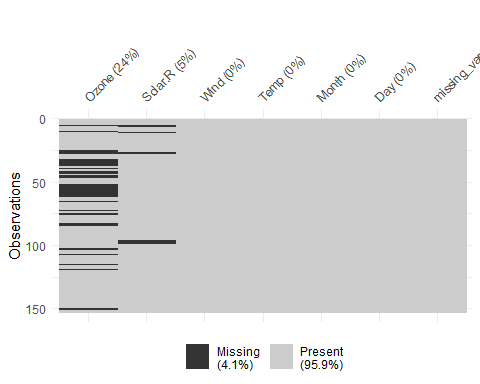 Ozone (24%)
Solar.R (5%)
Wind (0%)
Temp (0%)
Month (0%)
Day (0%)
missing_va
0
50
100
150
Observations
Missing
(4.1%)
Present
(95.9%)